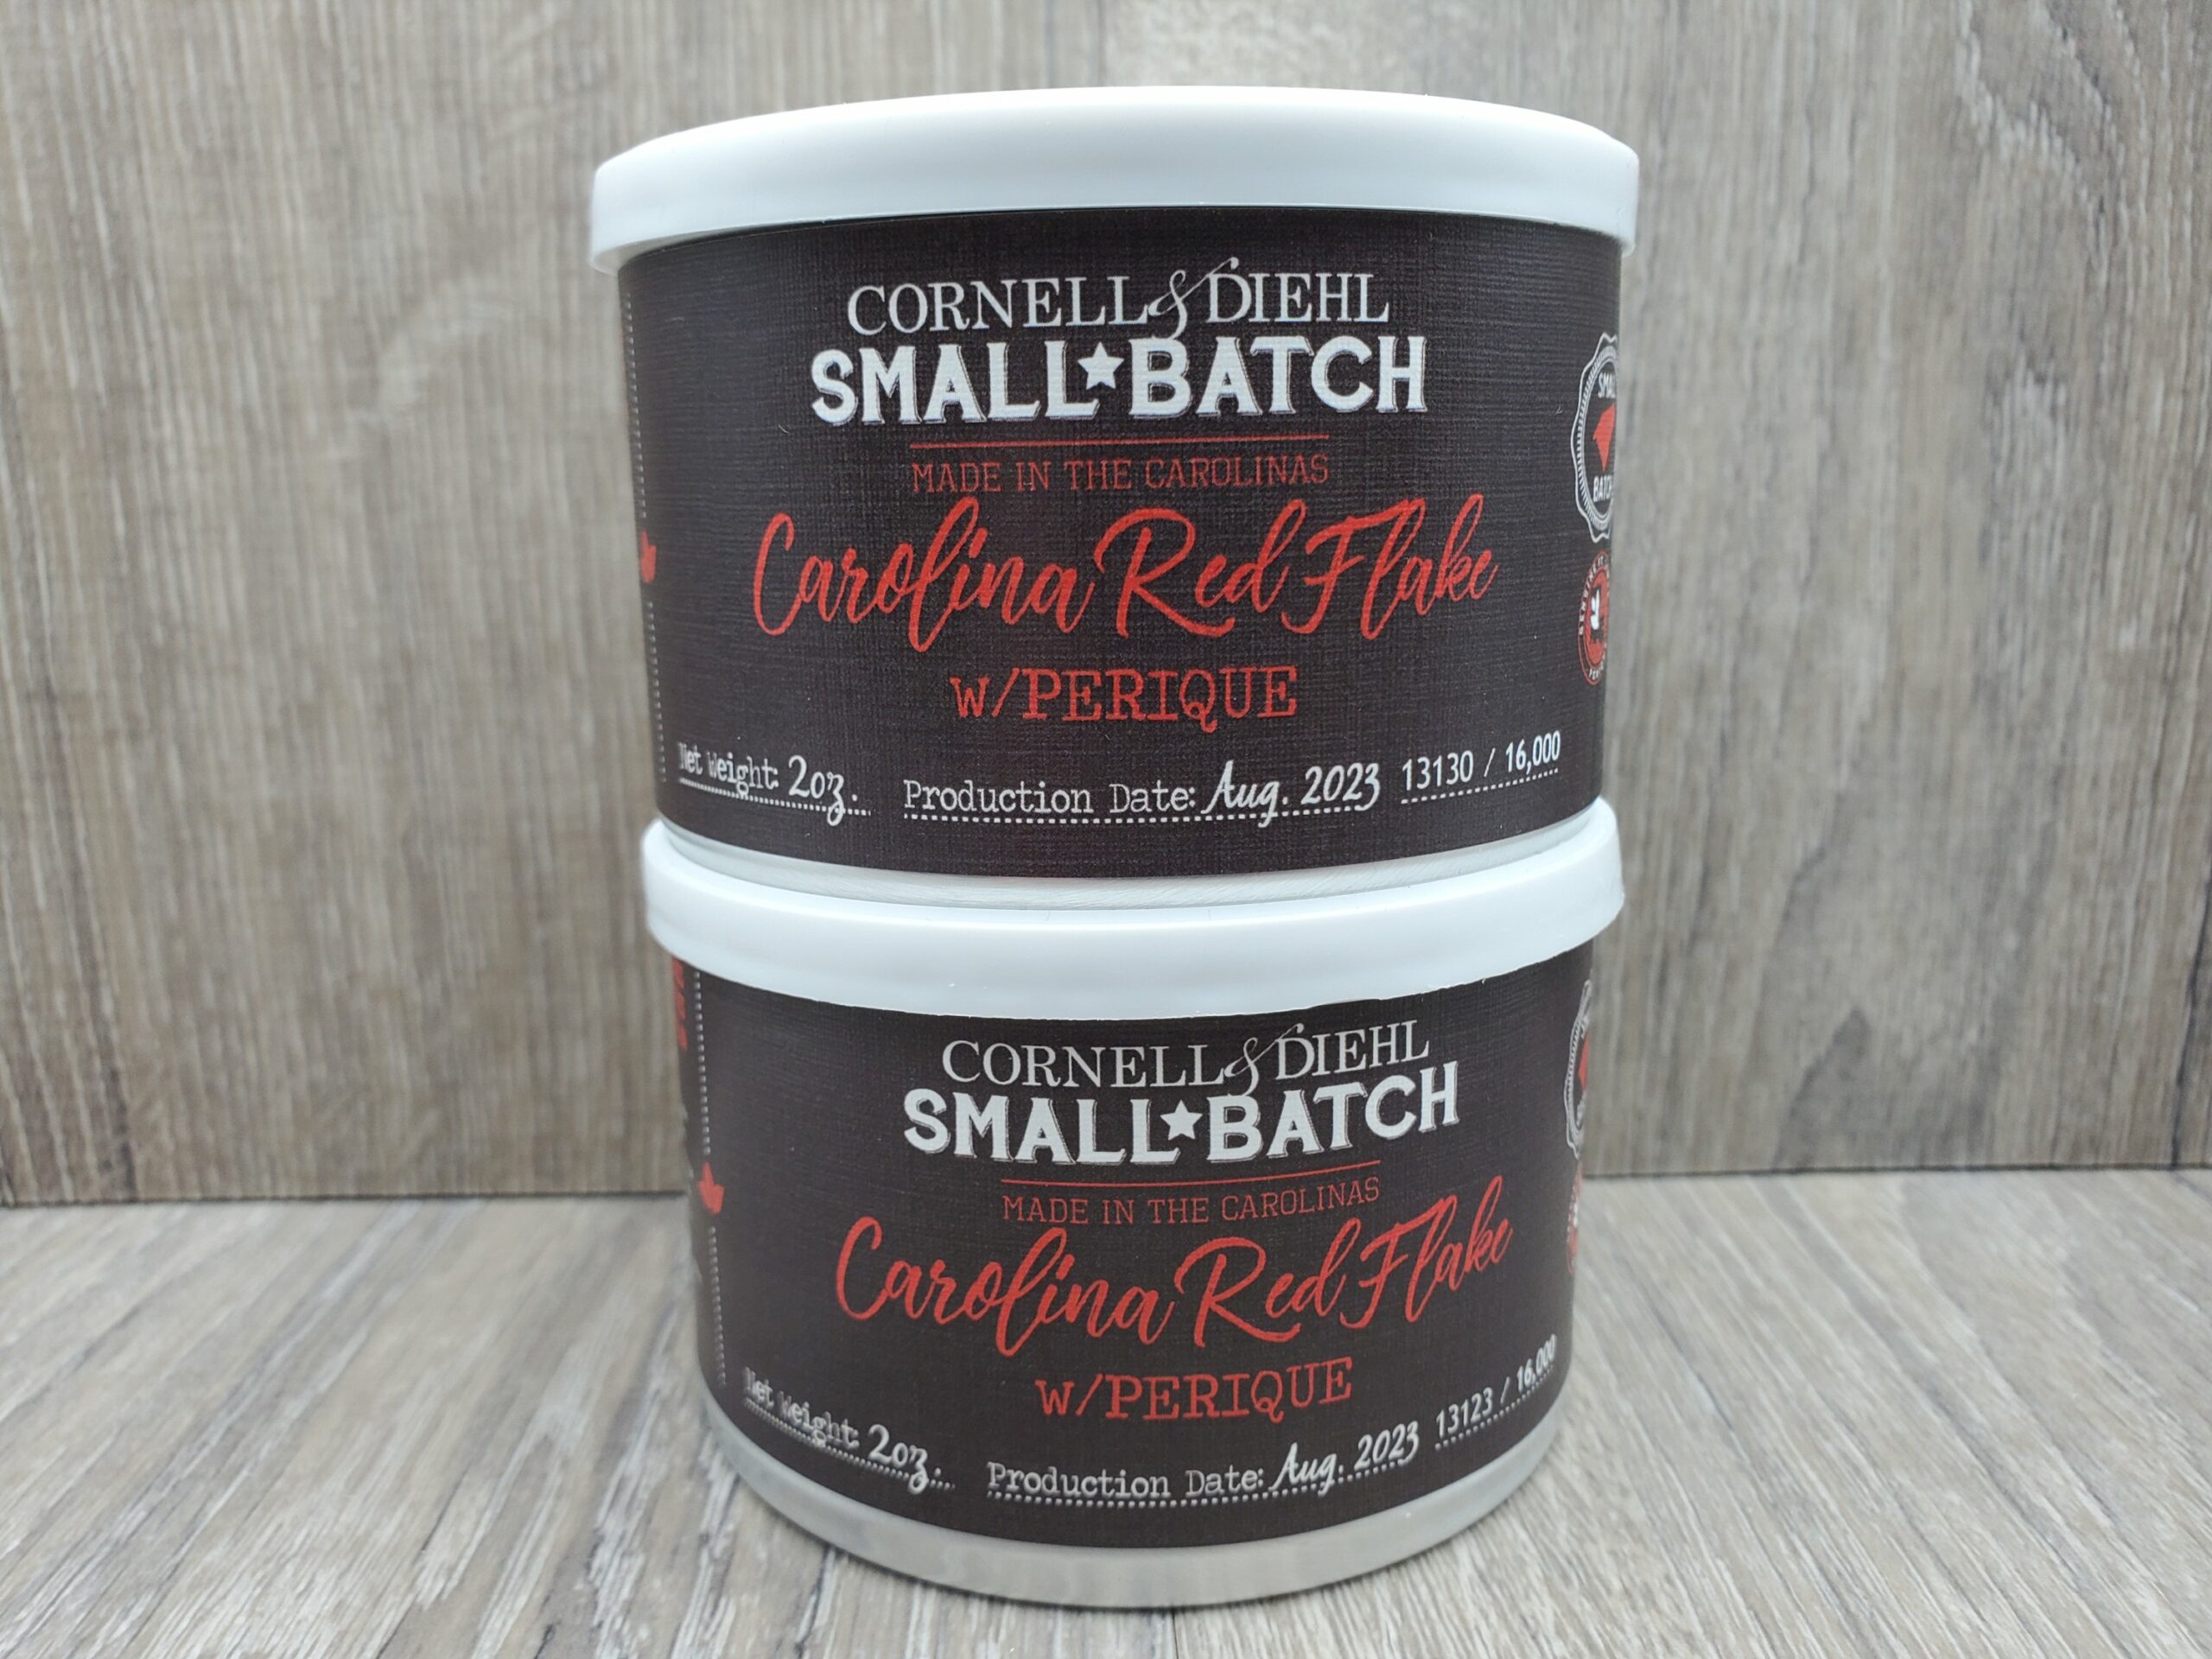 CORNELL & DIEHL
SMALL★BATCH
MADE IN THE CAROLINAS
Carolina Red Flake
w/PERIQUE
Net Weight: 2oz.
Production Date: Aug. 2023
13130 / 16,000
SMALL
BATCH
CORNELL & DIEHL
SMALL★BATCH
MADE IN THE CAROLINAS
Carolina Red Flake
w/PERIQUE
Net Weight: 2oz.
Production Date: Aug. 2023
13123 / 16,000